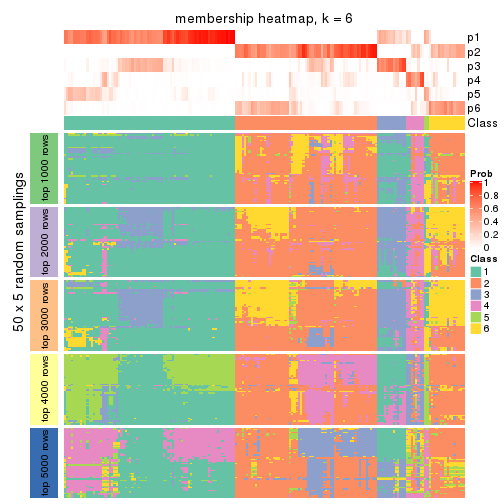 membership heatmap, k = 6
p1
p2
p3
p4
p5
p6
Class
50 x 5 random samplings
top 1000 rows
top 2000 rows
top 3000 rows
top 4000 rows
top 5000 rows
Prob
1
0.8
0.6
0.4
0.2
0
Class
1
2
3
4
5
6